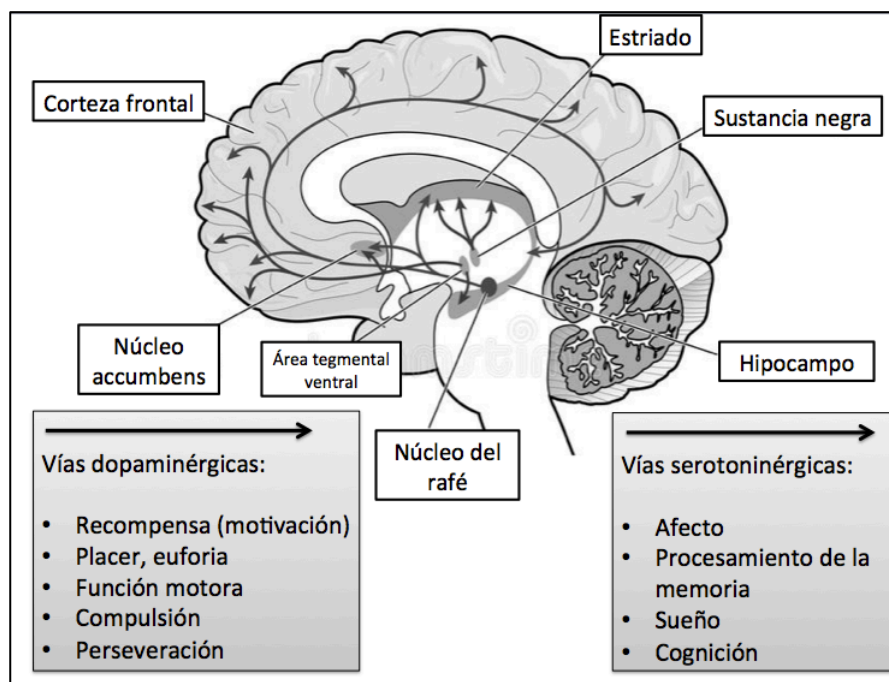 Estriado
Corteza frontal
Sustancia negra
Núcleo
accumbens
Área tegmental
ventral
Hipocampo
Núcleo del
rafé
Vías dopaminérgicas:
• Recompensa (motivación)
• Placer, euforia
• Función motora
• Compulsión
• Perseveración
Vías serotoninérgicas:
• Afecto
• Procesamiento de la
memoria
• Sueño
• Cognición